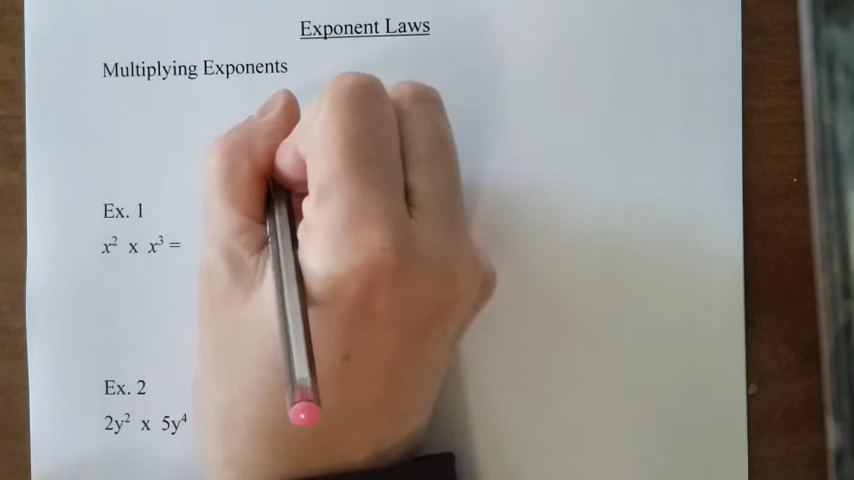 Exponent Laws
Multiplying Exponents
Ex. 1
x² x x³ =
Ex. 2
2y² x 5y⁴